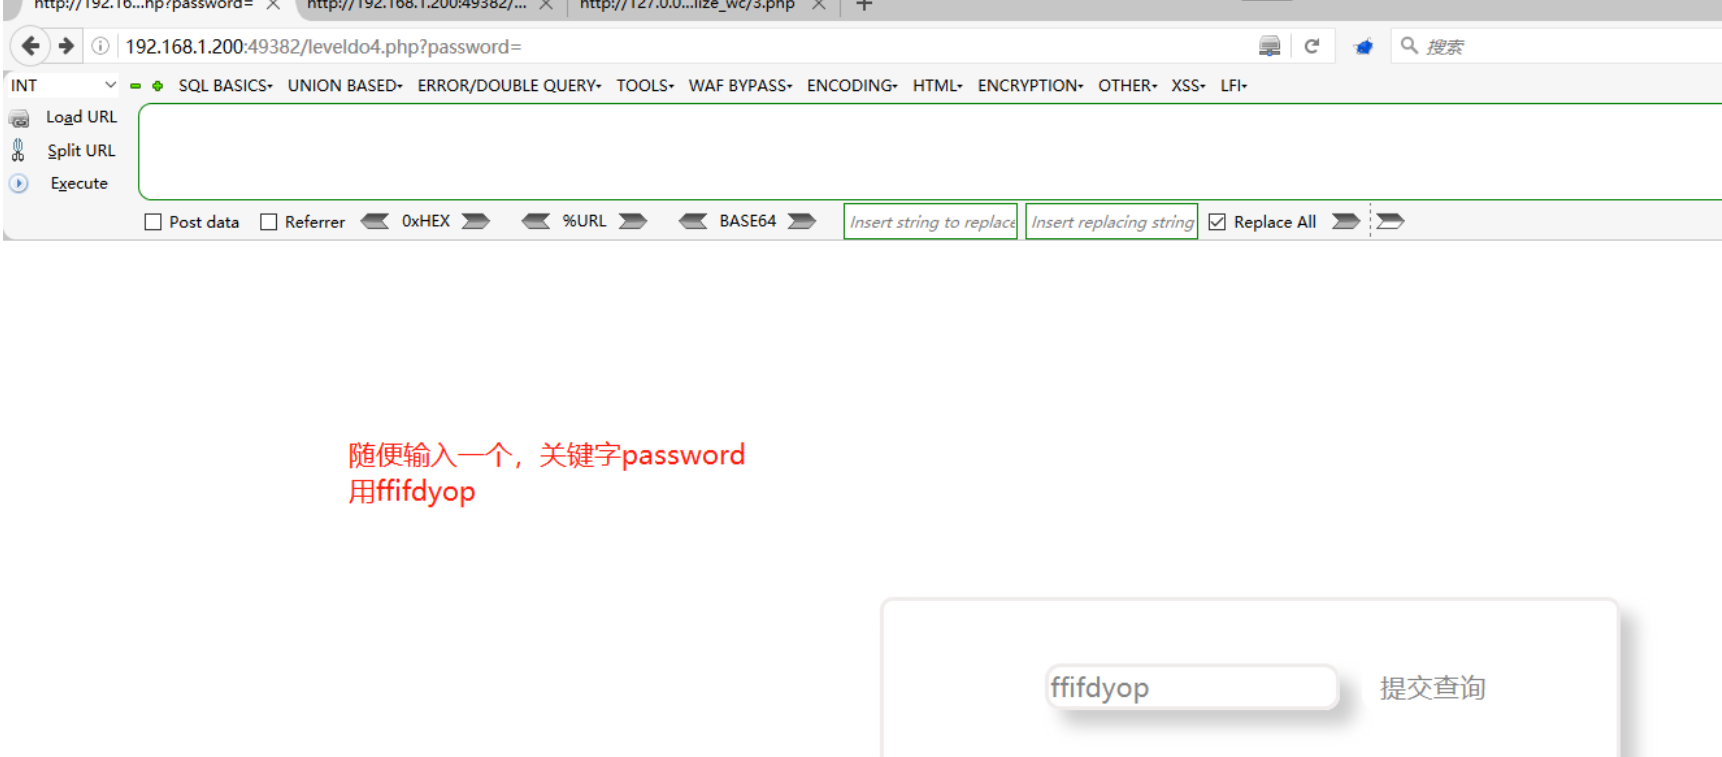 http://192.16...hp?password= http://192.168.1.200:49382/... http://127.0.0...lize_wc/3.php
192.168.1.200:49382/leveldo4.php?password= 搜索
INT SQL BASICS UNION BASED ERROR/DOUBLE QUERY TOOLS WAF BYPASS ENCODING HTML ENCRYPTION OTHER XSS LFI
Load URL
Split URL
Execute
Post data Referrer 0xHEX %URL BASE64 Insert string to replace Insert replacing string Replace All
随便输入一个，关键字password
用ffifdyop
ffifdyop 提交查询